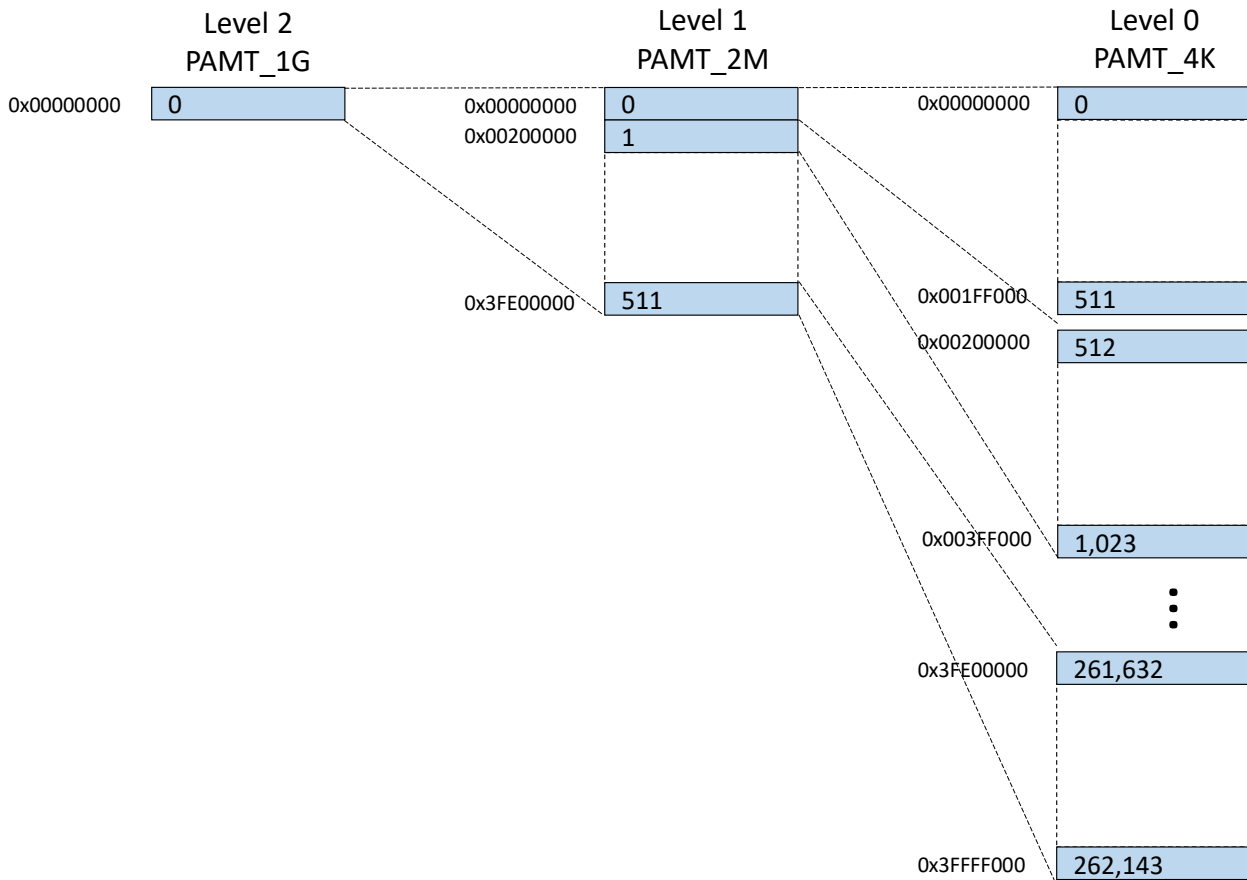 Level 2
PAMT_1G
Level 1
PAMT_2M
Level 0
PAMT_4K
0x00000000 0
0x00000000 0
0x00200000 1
0x3FE00000 511
0x00000000 0
0x001FF000 511
0x00200000 512
0x003FF000 1,023
0x3FE00000 261,632
0x3FFFF000 262,143